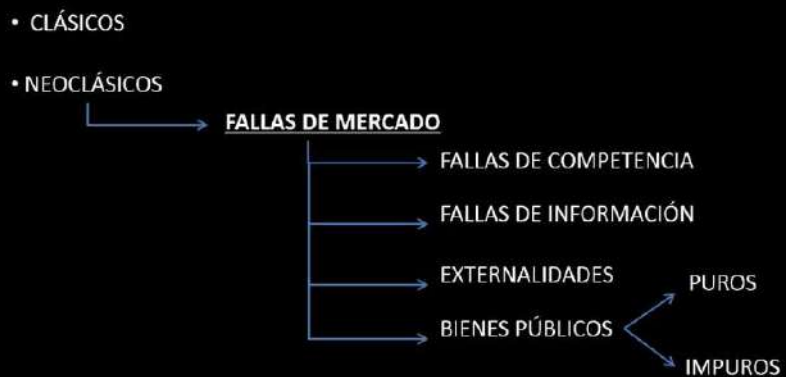 • CLÁSICOS
• NEOCLÁSICOS
FALLAS DE MERCADO
FALLAS DE COMPETENCIA
FALLAS DE INFORMACIÓN
EXTERNALIDADES
PUROS
BIENES PÚBLICOS
IMPUROS